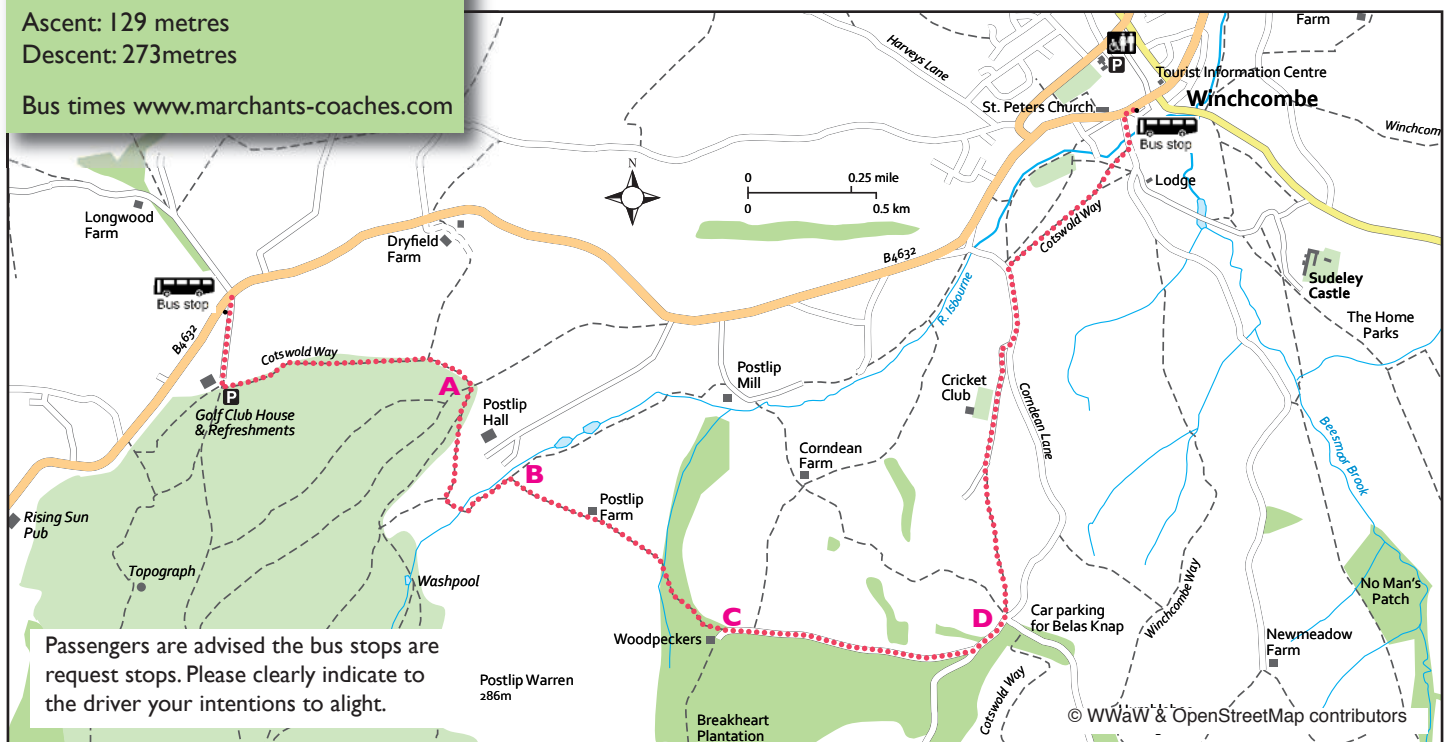 Ascent: 129 metres
Descent: 273metres
Bus times www.marchants-coaches.com
Farm
Harveys Lane
P
Tourist Information Centre
Winchcombe
St. Peters Church
Bus stop
Winchcom
N
0
0.25 mile
0
0.5 km
Lodge
Longwood
Farm
Cotswold Way
Dryfield
Farm
B4632
Sudeley
Castle
Bus stop
R. Isbourne
The Home
Parks
B4632
Cotswold Way
A
P
Golf Club House
& Refreshments
Postlip
Hall
Postlip
Mill
Cricket
Club
Corndean Lane
Beesmoor Brook
Corndean
Farm
B
Postlip
Farm
Rising Sun
Pub
Topograph
Washpool
No Man's
Patch
C
D
Car parking
for Belas Knap
Winchcombe Way
Woodpeckers
Newmeadow
Farm
Passengers are advised the bus stops are
request stops. Please clearly indicate to
the driver your intentions to alight.
Postlip Warren
286m
Cotswold Way
Breakheart
Plantation
© WWaW & OpenStreetMap contributors